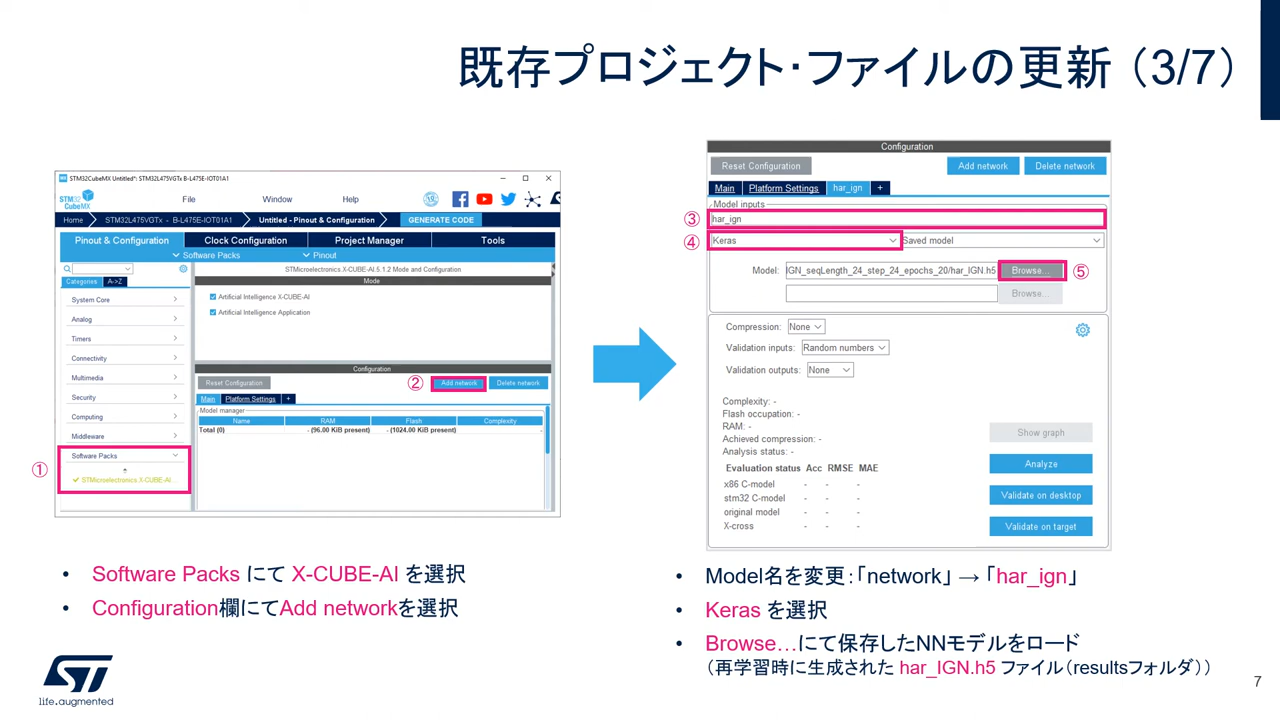 既存プロジェクト・ファイルの更新（3/7）
STM32CubeMX Untitled*: STM32L475VGTx B-L475E-IOT01A1
STM32
CubeMX
File Window Help
Home STM32L475VGTx - B-L475E-IOT01A1 Untitled - Pinout & Configuration GENERATE CODE
Pinout & Configuration Clock Configuration Project Manager Tools
Software Packs Pinout
STMicroelectronics.X-CUBE-AI.5.1.2 Mode and Configuration
Categories A->Z
Mode
System Core
Analog
Timers
Connectivity
Multimedia
Security
Computing
Middleware
① Software Packs
STMicroelectronics.X-CUBE-AI
Artificial Intelligence X-CUBE-AI
Artificial Intelligence Application
Configuration
Reset Configuration ② Add network Delete network
Main Platform Settings +
Model manager
Name RAM Flash Complexity
Total (0) - (96.00 KiB present) - (1024.00 KiB present) -
Configuration
Reset Configuration Add network Delete network
Main Platform Settings har_ign +
Model inputs
③ har_ign
④ Keras Saved model
Model: IGN_seqLength_24_step_24_epochs_20/har_IGN.h5 Browse... ⑤
Browse...
Compression: None
Validation inputs: Random numbers
Validation outputs: None
Complexity: -
Flash occupation: -
RAM: -
Achieved compression: -
Analysis status: -
Show graph
Analyze
Validate on desktop
Validate on target
Evaluation status Acc RMSE MAE
x86 C-model - - -
stm32 C-model - - -
original model - - -
X-cross - - -
• Software Packs にて X-CUBE-AI を選択
• Configuration欄にてAdd networkを選択
• Model名を変更：「network」 → 「har_ign」
• Keras を選択
• Browse…にて保存したNNモデルをロード
（再学習時に生成された har_IGN.h5 ファイル（resultsフォルダ））
ST
life.augmented
7